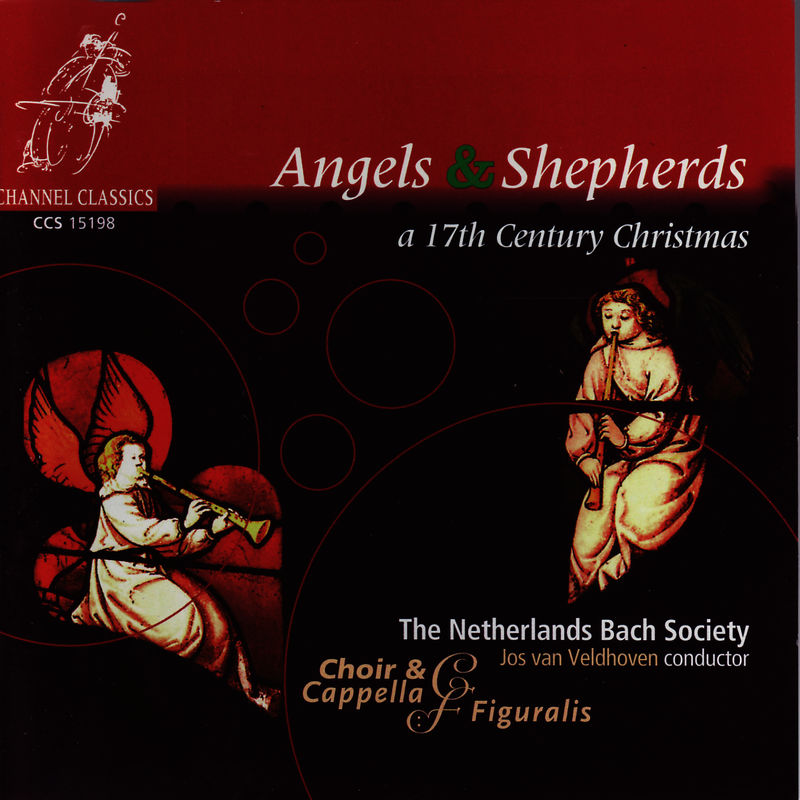 CHANNEL CLASSICS
CCS 15198
Angels & Shepherds
a 17th Century Christmas
The Netherlands Bach Society
Jos van Veldhoven conductor
Choir &
Cappella
Figuralis